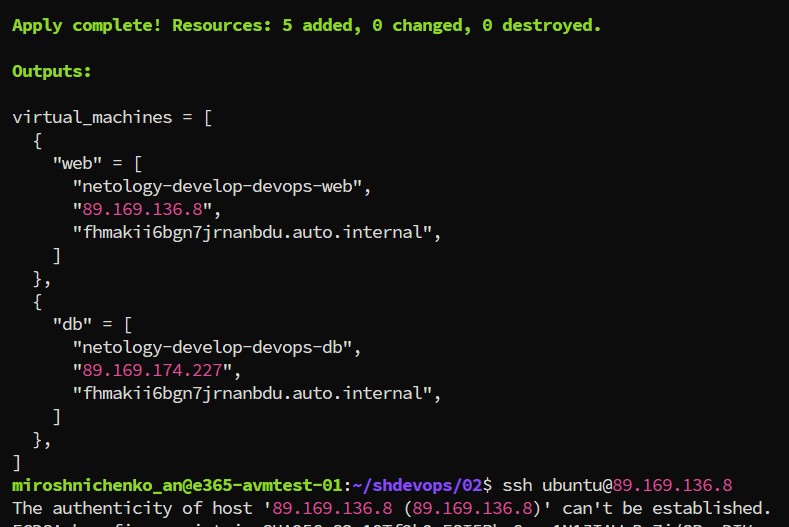 Apply complete! Resources: 5 added, 0 changed, 0 destroyed.
Outputs:
virtual_machines = [
{
"web" = [
"netology-develop-devops-web",
"89.169.136.8",
"fhmakii6bgn7jrnanbdu.auto.internal",
]
},
{
"db" = [
"netology-develop-devops-db",
"89.169.174.227",
"fhmakii6bgn7jrnanbdu.auto.internal",
]
},
]
miroshnichenko_an@e365-avmtest-01:~/shdevops/02$ ssh ubuntu@89.169.136.8
The authenticity of host '89.169.136.8 (89.169.136.8)' can't be established.